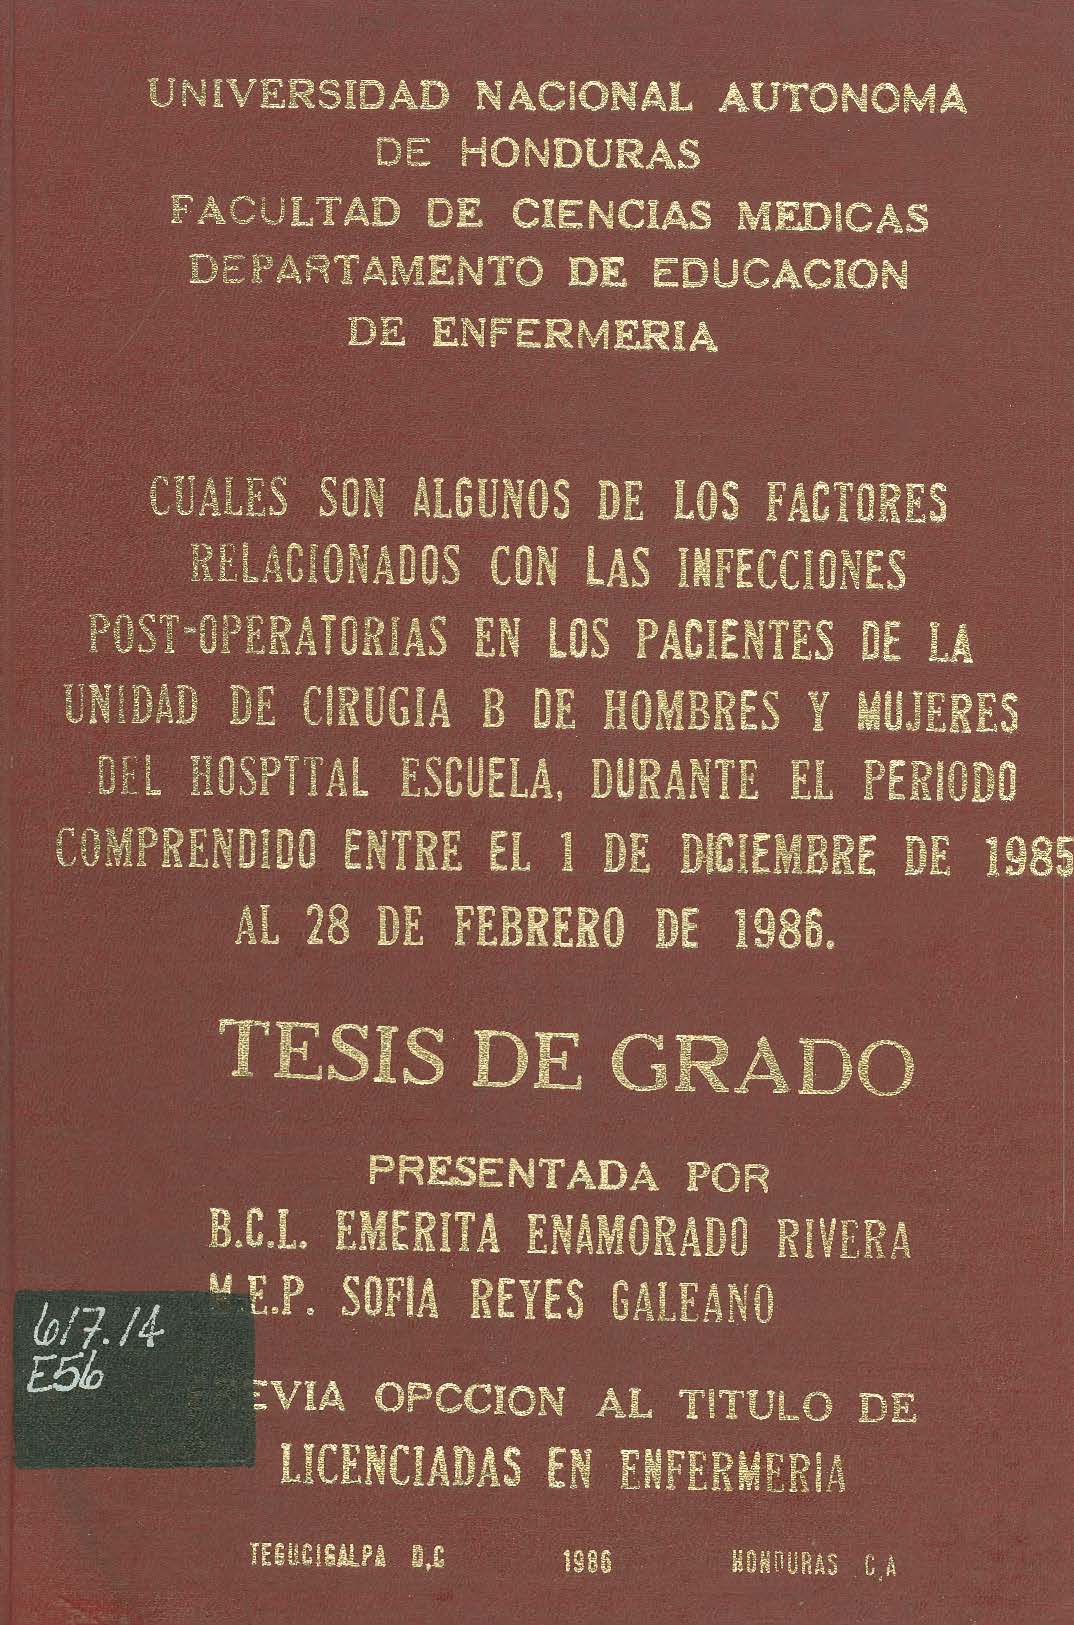 UNIVERSIDAD NACIONAL AUTONOMA
DE HONDURAS
FACULTAD DE CIENCIAS MEDICAS
DEPARTAMENTO DE EDUCACION
DE ENFERMERIA
CUALES SON ALGUNOS DE LOS FACTORES
RELACIONADOS CON LAS INFECCIONES
POST-OPERATORIAS EN LOS PACIENTES DE LA
UNIDAD DE CIRUGIA B DE HOMBRES Y MUJERES
DEL HOSPTTAL ESCUELA, DURANTE EL PERIODO
COMPRENDIDO ENTRE EL 1 DE DICIEMBRE DE 1985
AL 28 DE FEBRERO DE 1986.
TESIS DE GRADO
PRESENTADA POR
B.C.L. EMERITA ENAMORADO RIVERA
M.E.P. SOFIA REYES GALEANO
617.14
E56
EVIA OPCCION AL TITULO DE
LICENCIADAS EN ENFERMERIA
TEGUCIGALPA D,C 1986 HONDURAS C,A